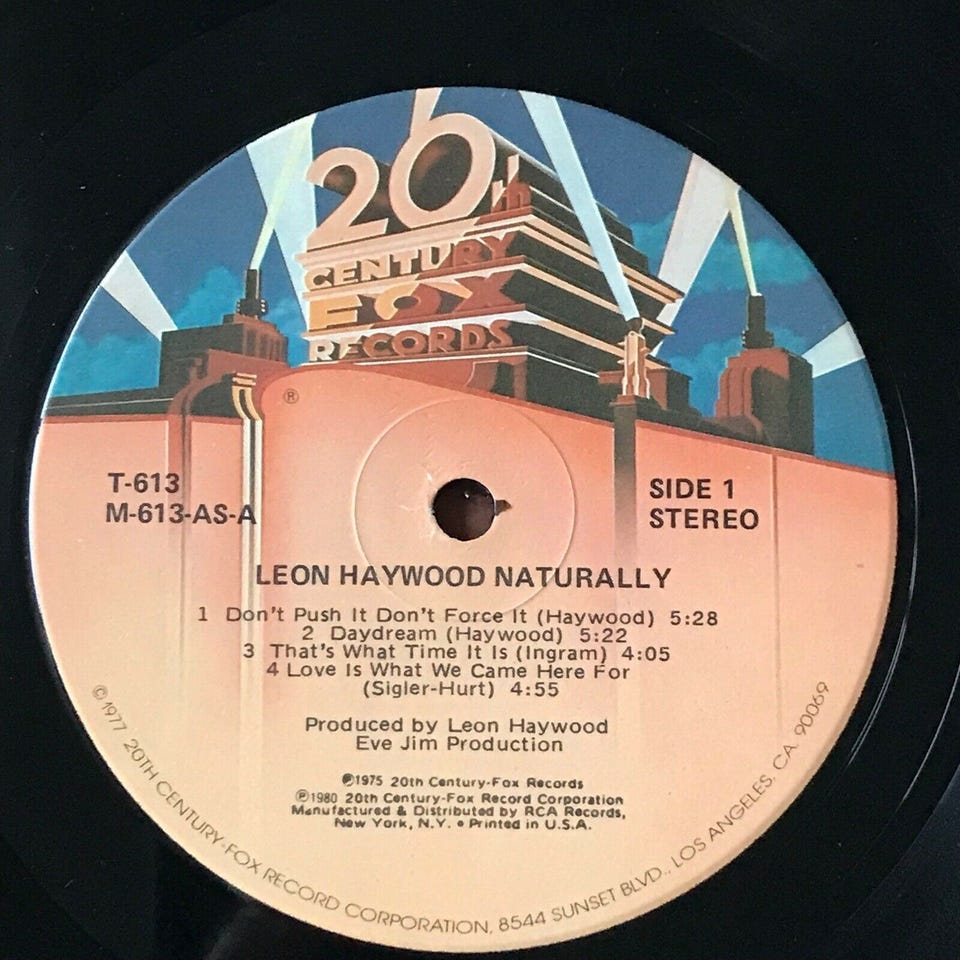 20th
CENTURY
FOX
RECORDS
®
T-613
M-613-AS-A
SIDE 1
STEREO
LEON HAYWOOD NATURALLY
1 Don't Push It Don't Force It (Haywood) 5:28
2 Daydream (Haywood) 5:22
3 That's What Time It Is (Ingram) 4:05
4 Love Is What We Came Here For
(Sigler-Hurt) 4:55
Produced by Leon Haywood
Eve Jim Production
℗1975 20th Century-Fox Records
℗1980 20th Century-Fox Record Corporation
Manufactured & Distributed by RCA Records,
New York, N.Y. • Printed in U.S.A.
©1977 20TH CENTURY-FOX RECORD CORPORATION, 8544 SUNSET BLVD., LOS ANGELES, CA. 90069